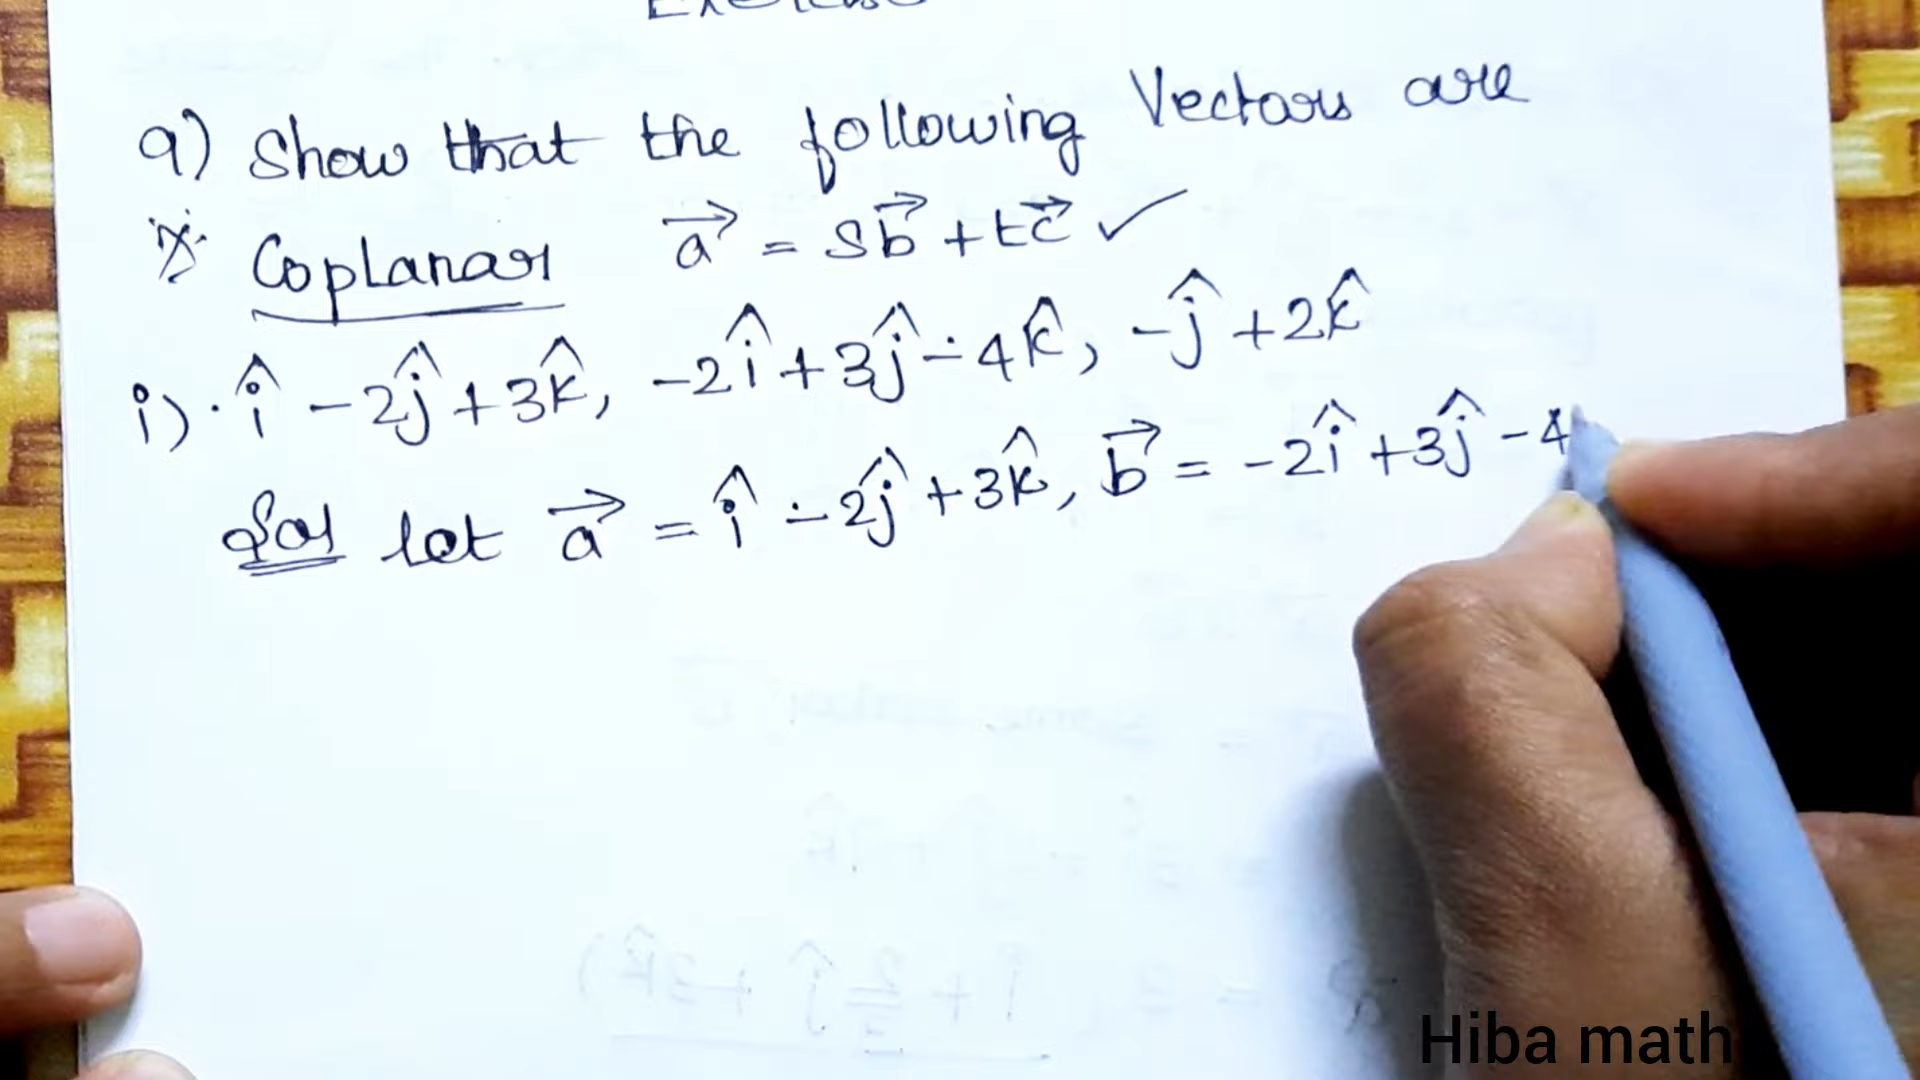 9) Show that the following Vectors are
Coplanar a⃗ = sb⃗ + tc⃗ ✓
i) î - 2ĵ + 3k̂, -2î + 3ĵ - 4k̂, -ĵ + 2k̂
Sol let a⃗ = î - 2ĵ + 3k̂, b⃗ = -2î + 3ĵ - 4
Hiba math